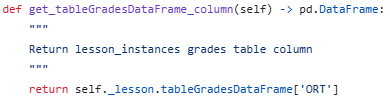 def get_tableGradesDataFrame_column(self) -> pd.DataFrame:
    """
    Return lesson_instances grades table column
    """
    return self._lesson.tableGradesDataFrame['ORT']